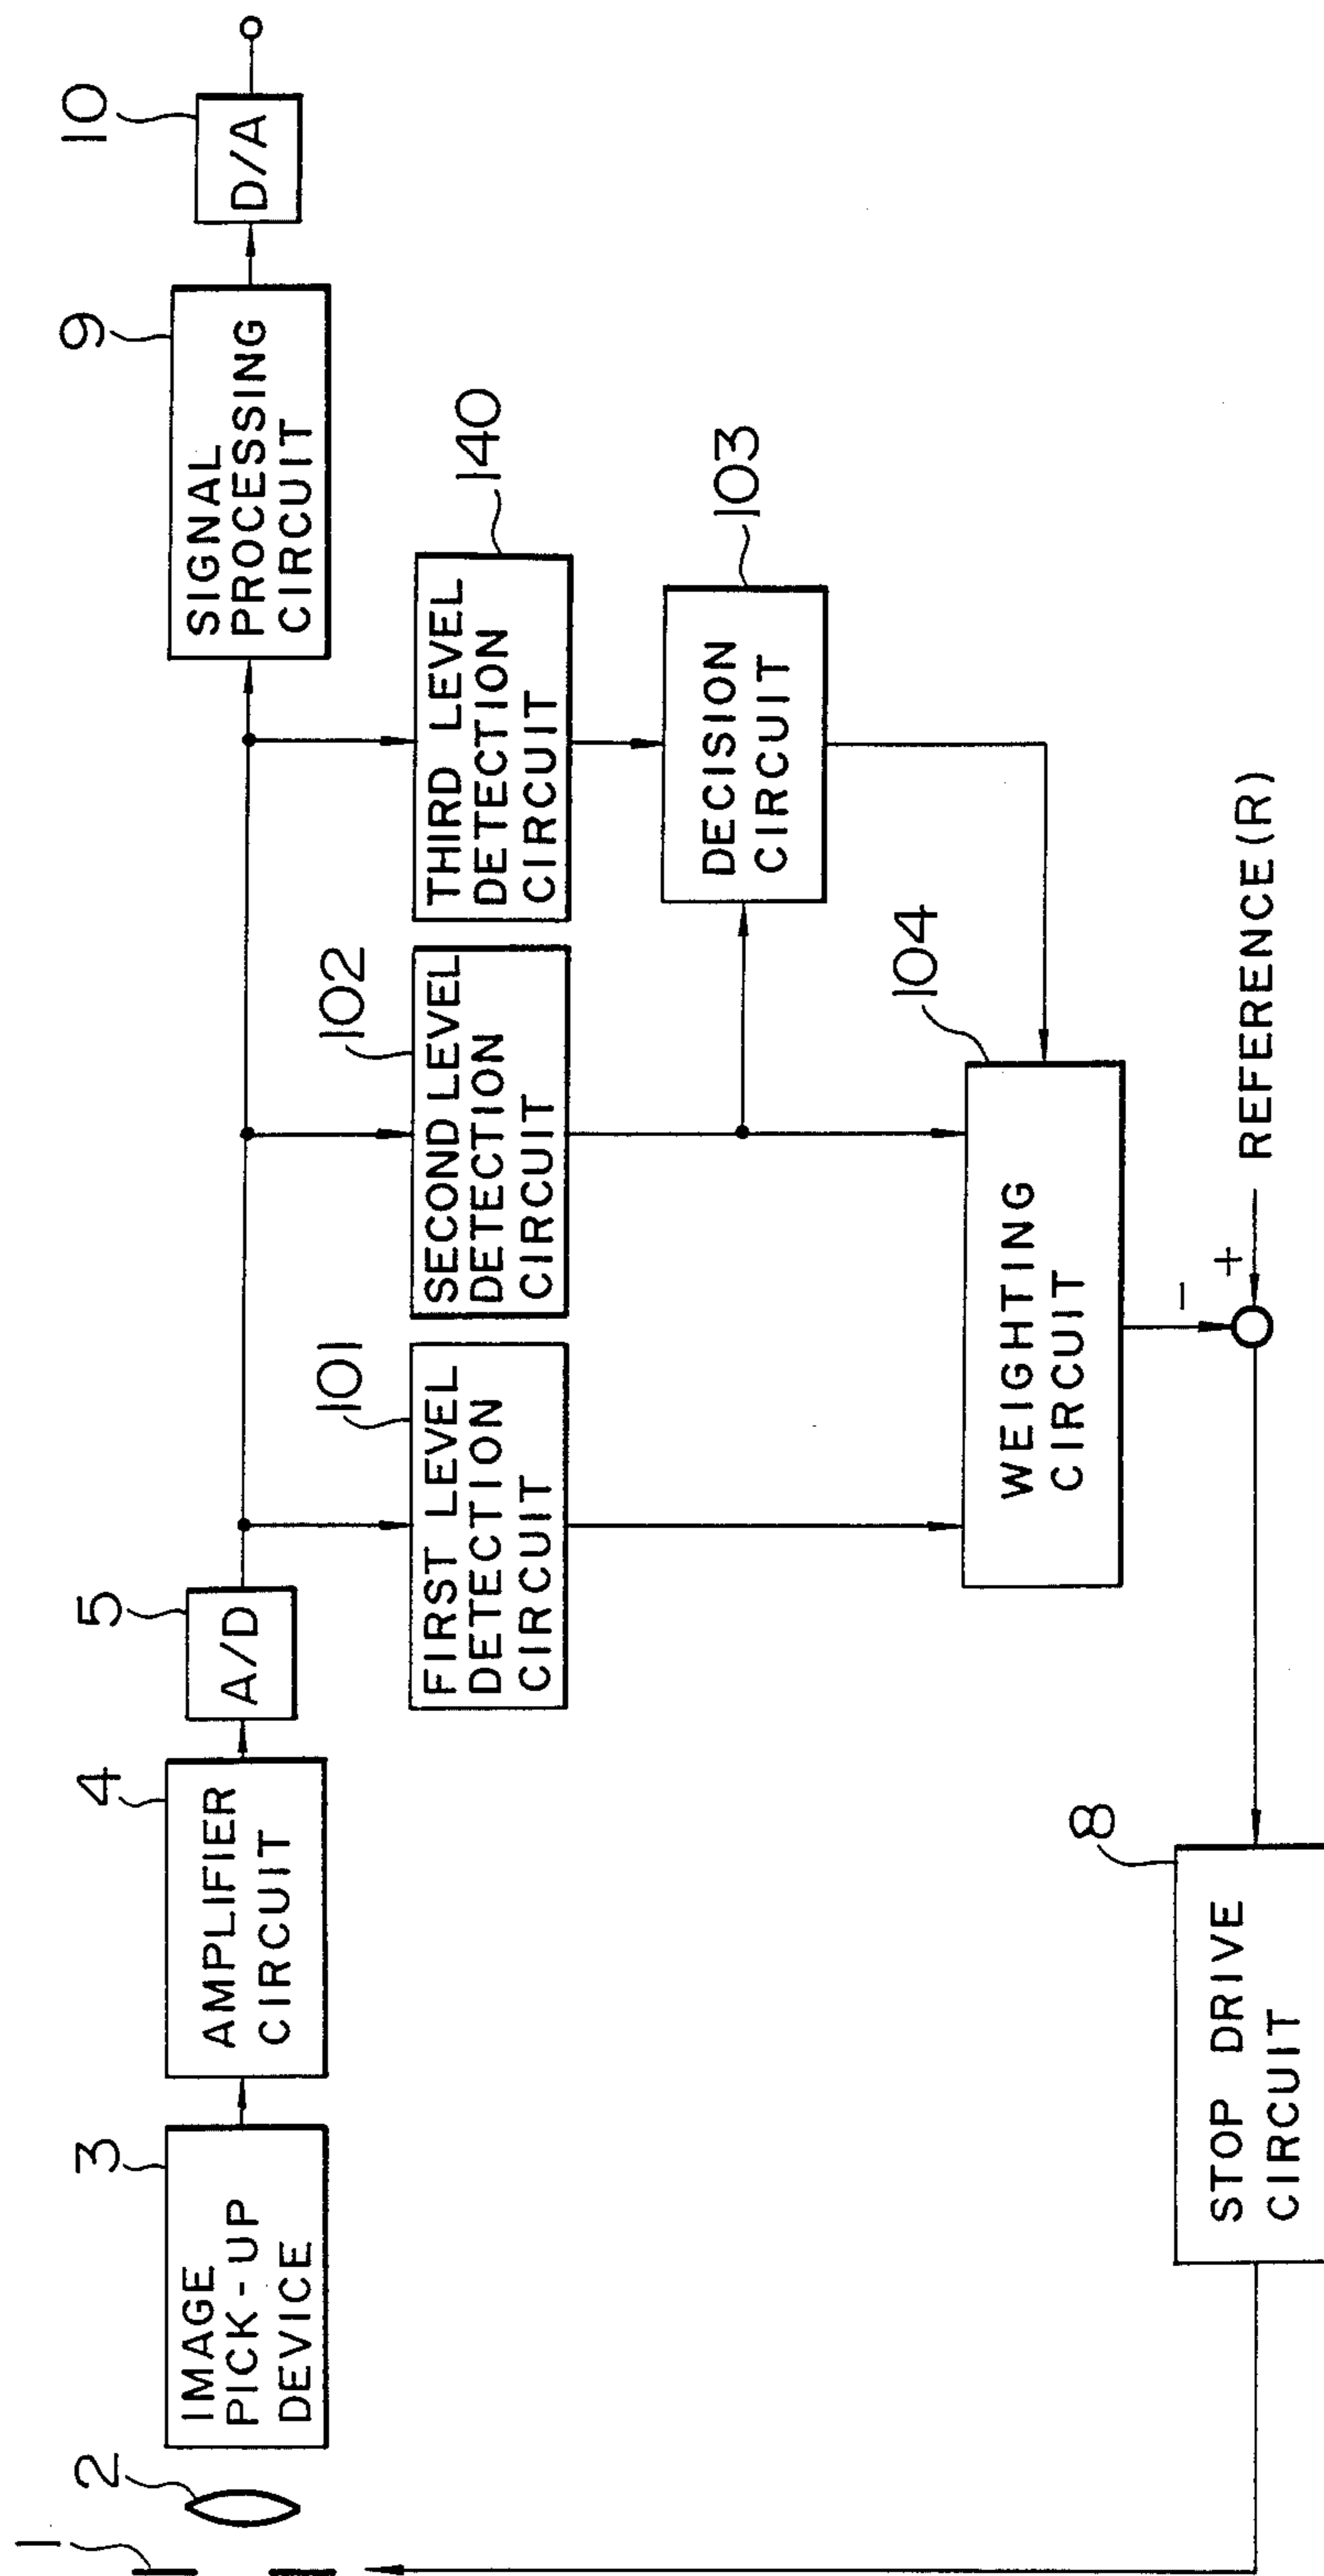 1
2
3
IMAGE
PICK-UP
DEVICE
4
AMPLIFIER
CIRCUIT
5
A/D
9
SIGNAL
PROCESSING
CIRCUIT
10
D/A
101
FIRST LEVEL
DETECTION
CIRCUIT
102
SECOND LEVEL
DETECTION
CIRCUIT
140
THIRD LEVEL
DETECTION
CIRCUIT
103
DECISION
CIRCUIT
104
WEIGHTING
CIRCUIT
-
+
REFERENCE(R)
8
STOP DRIVE
CIRCUIT